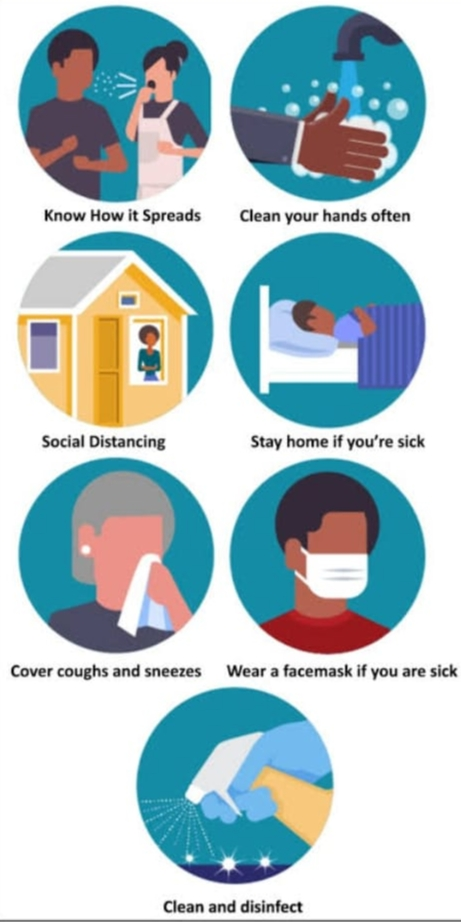 Know How it Spreads
Clean your hands often
Social Distancing
Stay home if you're sick
Cover coughs and sneezes
Wear a facemask if you are sick
Clean and disinfect